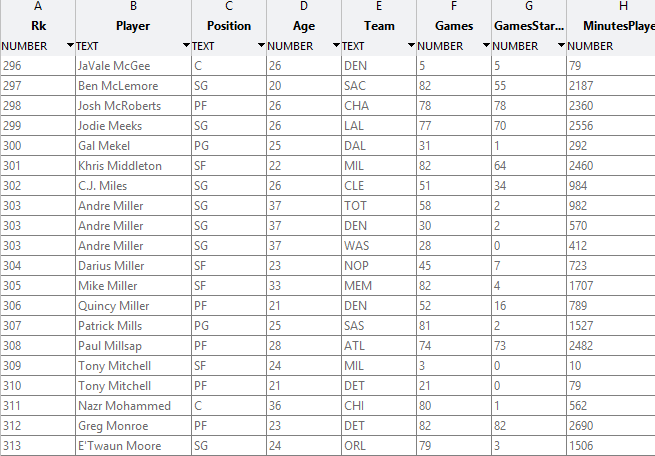 A B C D E F G H
Rk Player Position Age Team Games GamesStar... MinutesPlaye
NUMBER TEXT TEXT NUMBER TEXT NUMBER NUMBER NUMBER
296 JaVale McGee C 26 DEN 5 5 79
297 Ben McLemore SG 20 SAC 82 55 2187
298 Josh McRoberts PF 26 CHA 78 78 2360
299 Jodie Meeks SG 26 LAL 77 70 2556
300 Gal Mekel PG 25 DAL 31 1 292
301 Khris Middleton SF 22 MIL 82 64 2460
302 C.J. Miles SG 26 CLE 51 34 984
303 Andre Miller SG 37 TOT 58 2 982
303 Andre Miller SG 37 DEN 30 2 570
303 Andre Miller SG 37 WAS 28 0 412
304 Darius Miller SF 23 NOP 45 7 723
305 Mike Miller SF 33 MEM 82 4 1707
306 Quincy Miller PF 21 DEN 52 16 789
307 Patrick Mills PG 25 SAS 81 2 1527
308 Paul Millsap PF 28 ATL 74 73 2482
309 Tony Mitchell SF 24 MIL 3 0 10
310 Tony Mitchell PF 21 DET 21 0 79
311 Nazr Mohammed C 36 CHI 80 1 562
312 Greg Monroe PF 23 DET 82 82 2690
313 E'Twaun Moore SG 24 ORL 79 3 1506